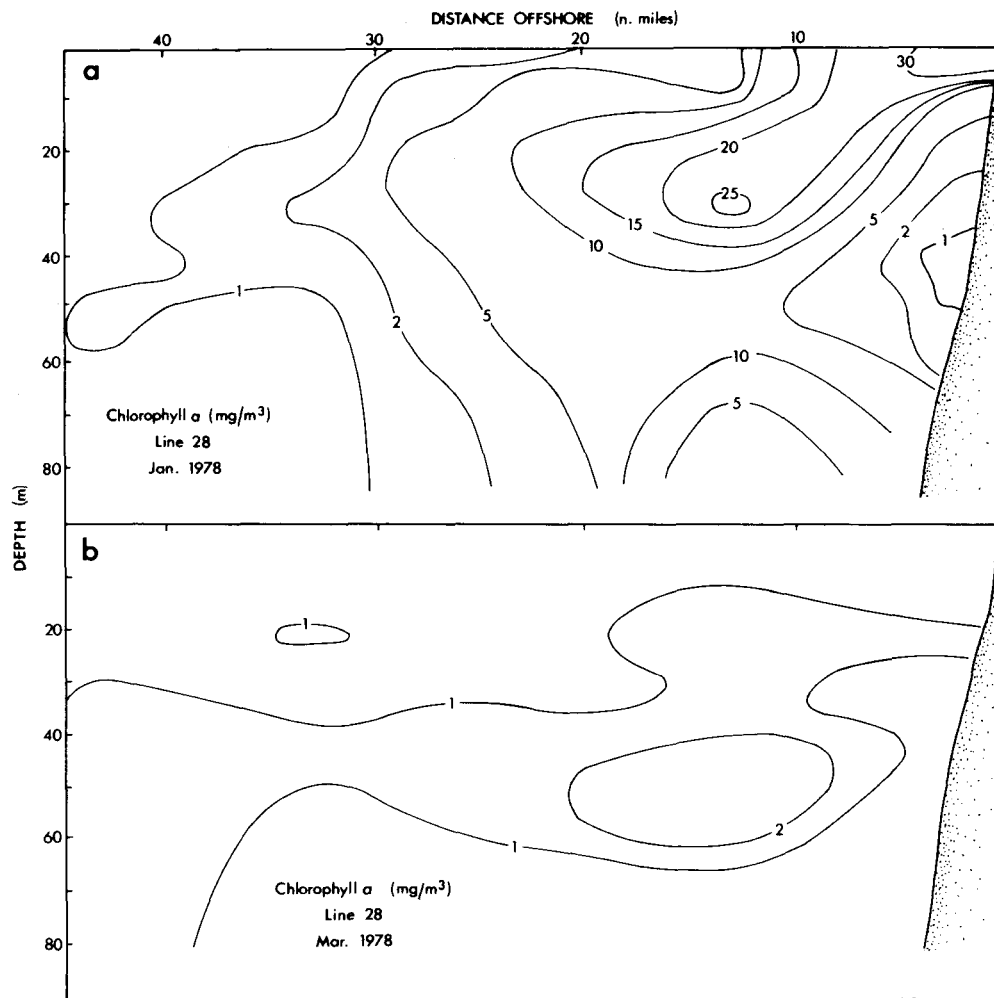 DISTANCE OFFSHORE (n. miles)
40 30 20 10
a
30
20
20
25
15
5
10
2
1
40
1
2
5
10
60
5
Chlorophyll a (mg/m³)
Line 28
Jan. 1978
80
DEPTH (m)
b
1
20
1
40
2
60
1
Chlorophyll a (mg/m³)
Line 28
Mar. 1978
80